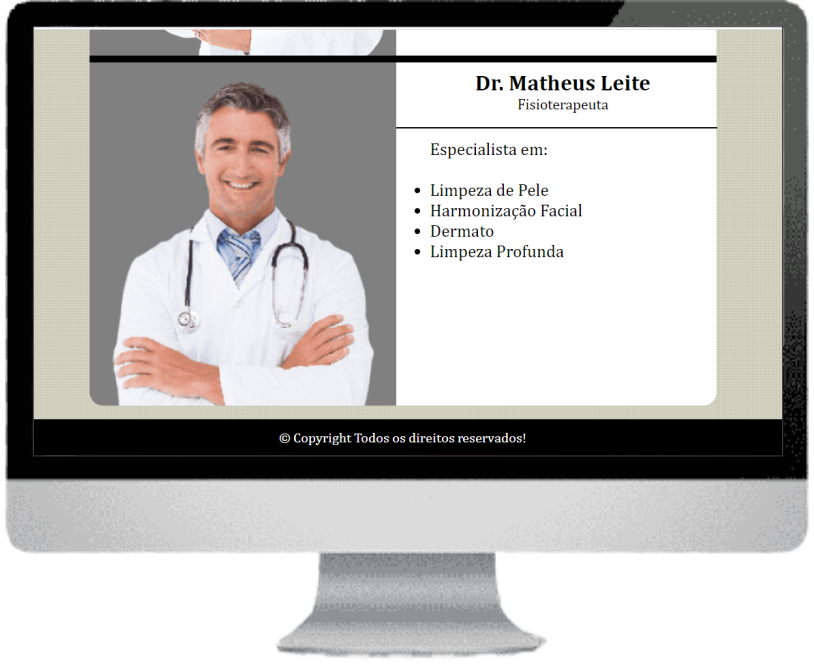 Dr. Matheus Leite
Fisioterapeuta
Especialista em:
Limpeza de Pele
Harmonização Facial
Dermato
Limpeza Profunda
© Copyright Todos os direitos reservados!